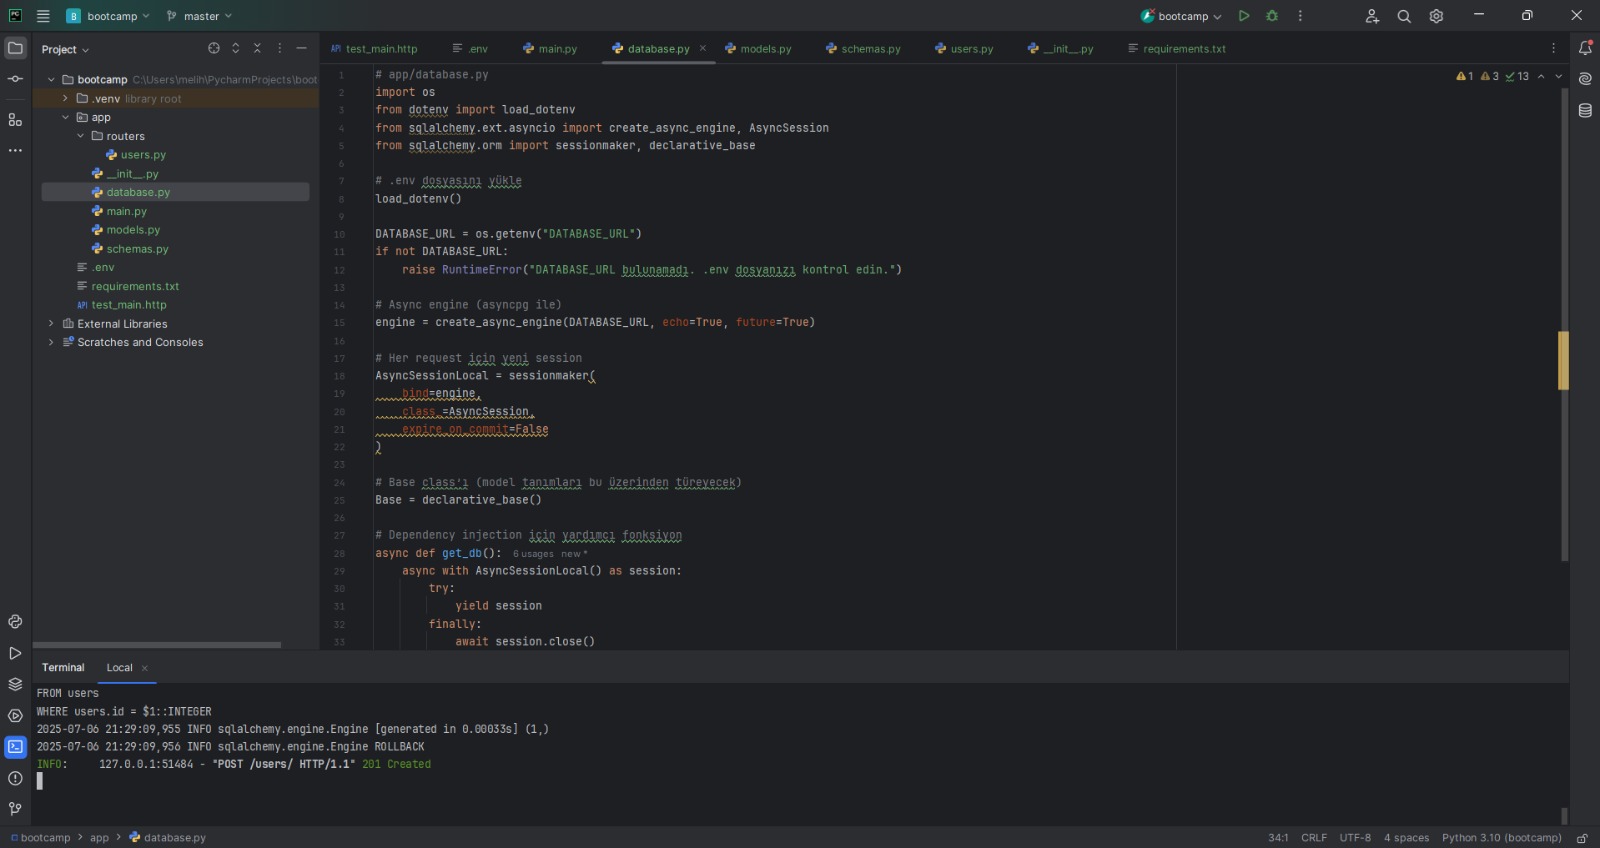 PC
B bootcamp
master
bootcamp
Project
test_main.http
.env
main.py
database.py
models.py
schemas.py
users.py
__init__.py
requirements.txt
bootcamp C:\Users\melih\PycharmProjects\boot
.venv library root
app
routers
users.py
__init__.py
database.py
main.py
models.py
schemas.py
.env
requirements.txt
API test_main.http
External Libraries
Scratches and Consoles
1 3 13
1 # app/database.py
2 import os
3 from dotenv import load_dotenv
4 from sqlalchemy.ext.asyncio import create_async_engine, AsyncSession
5 from sqlalchemy.orm import sessionmaker, declarative_base
6
7 # .env dosyasını yükle
8 load_dotenv()
9
10 DATABASE_URL = os.getenv("DATABASE_URL")
11 if not DATABASE_URL:
12 raise RuntimeError("DATABASE_URL bulunamadı. .env dosyanızı kontrol edin.")
13
14 # Async engine (asyncpg ile)
15 engine = create_async_engine(DATABASE_URL, echo=True, future=True)
16
17 # Her request için yeni session
18 AsyncSessionLocal = sessionmaker(
19 bind=engine,
20 class_=AsyncSession,
21 expire_on_commit=False
22 )
23
24 # Base class'ı (model tanımları bu üzerinden türeyecek)
25 Base = declarative_base()
26
27 # Dependency injection için yardımcı fonksiyon
28 async def get_db(): 6 usages new *
29 async with AsyncSessionLocal() as session:
30 try:
31 yield session
32 finally:
33 await session.close()
Terminal Local
FROM users
WHERE users.id = $1::INTEGER
2025-07-06 21:29:09,955 INFO sqlalchemy.engine.Engine [generated in 0.00033s] (1,)
2025-07-06 21:29:09,956 INFO sqlalchemy.engine.Engine ROLLBACK
INFO: 127.0.0.1:51484 - "POST /users/ HTTP/1.1" 201 Created
bootcamp > app > database.py
34:1 CRLF UTF-8 4 spaces Python 3.10 (bootcamp)